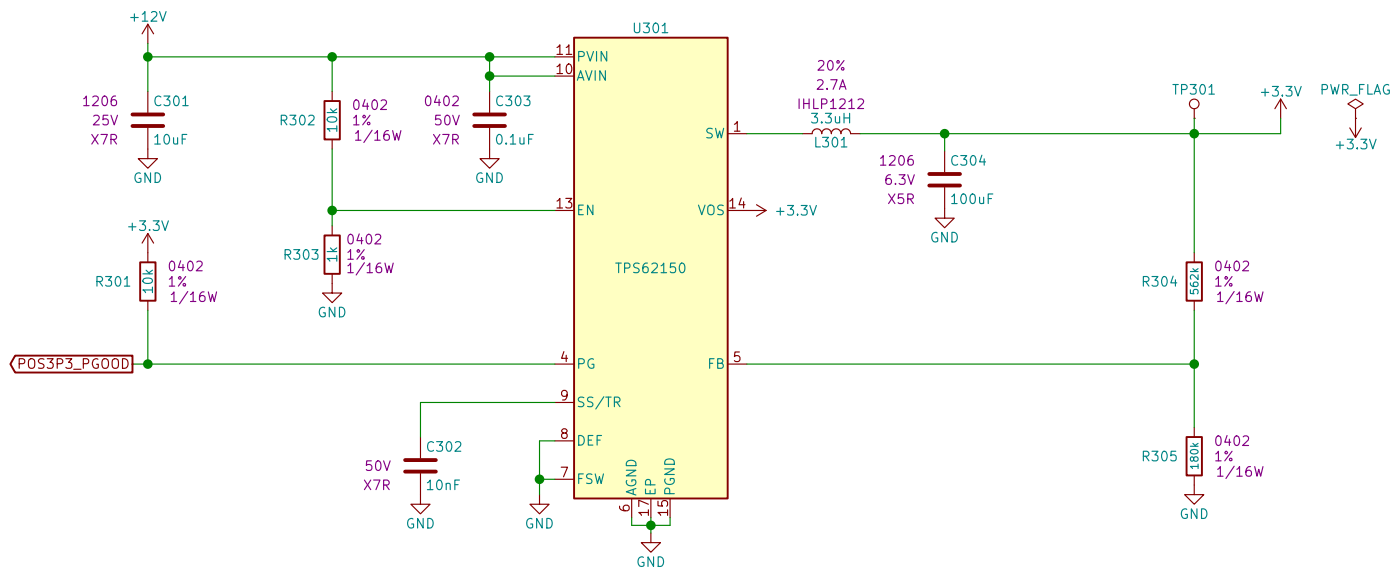 +12V
U301
11
PVIN
10
AVIN
1206
25V
X7R
C301
10uF
GND
R302
10k
0402
1%
1/16W
0402
50V
X7R
C303
0.1uF
GND
20%
2.7A
IHLP1212
3.3uH
L301
SW
1
TP301
+3.3V
PWR_FLAG
+3.3V
1206
6.3V
X5R
C304
100uF
GND
13
EN
VOS
14
+3.3V
+3.3V
R301
10k
0402
1%
1/16W
R303
1k
0402
1%
1/16W
GND
TPS62150
R304
562k
0402
1%
1/16W
POS3P3_PGOOD
4
PG
FB
5
9
SS/TR
50V
X7R
C302
10nF
GND
8
DEF
7
FSW
GND
AGND
EP
PGND
6
17
15
GND
R305
180k
0402
1%
1/16W
GND